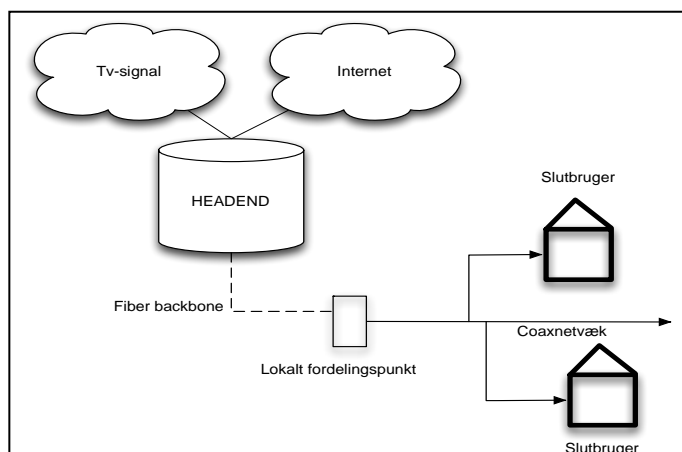 Tv-signal
Internet
HEADEND
Slutbruger
Fiber backbone
Coaxnetvæk
Lokalt fordelingspunkt
Slutbruger